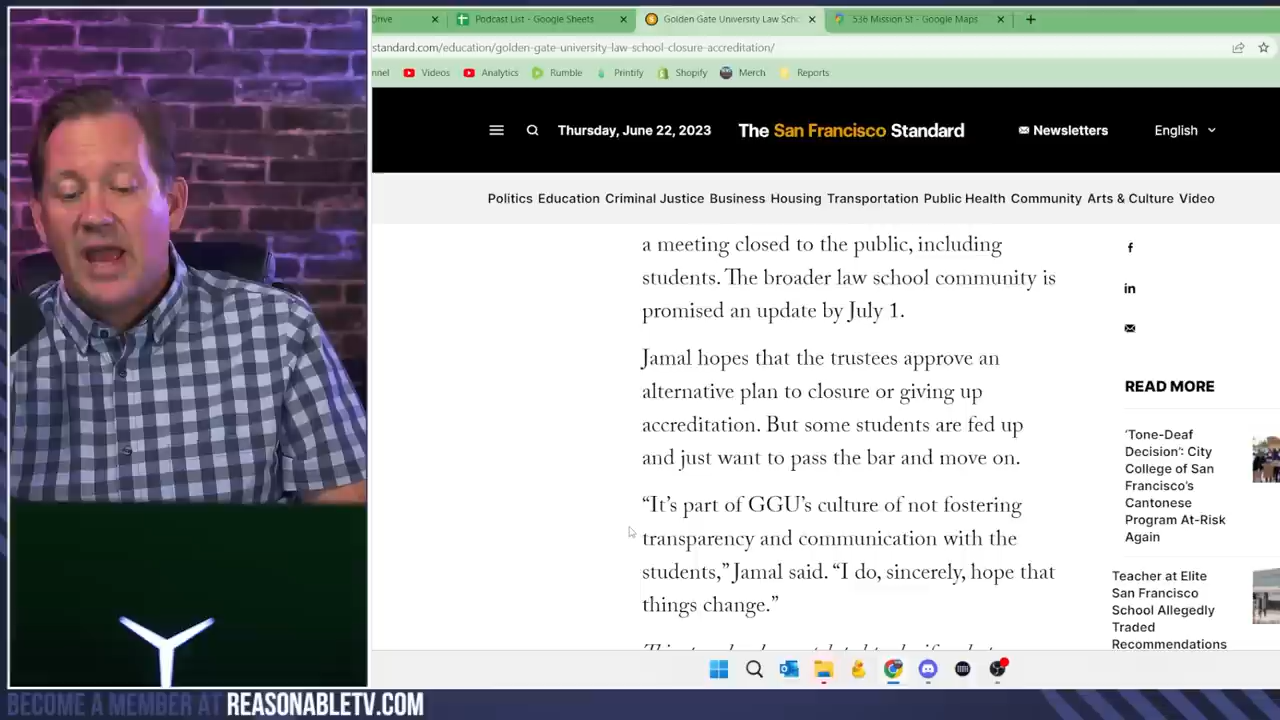 Drive
Podcast List - Google Sheets
Golden Gate University Law Scho
536 Mission St - Google Maps
standard.com/education/golden-gate-university-law-school-closure-accreditation/
nnel
Videos
Analytics
Rumble
Printify
Shopify
Merch
Reports
Thursday, June 22, 2023
The San Francisco Standard
Newsletters
English
Politics Education Criminal Justice Business Housing Transportation Public Health Community Arts & Culture Video
a meeting closed to the public, including
students. The broader law school community is
promised an update by July 1.
Jamal hopes that the trustees approve an
alternative plan to closure or giving up
accreditation. But some students are fed up
and just want to pass the bar and move on.
“It’s part of GGU’s culture of not fostering
transparency and communication with the
students,” Jamal said. “I do, sincerely, hope that
things change.”
READ MORE
‘Tone-Deaf
Decision’: City
College of San
Francisco’s
Cantonese
Program At-Risk
Again
Teacher at Elite
San Francisco
School Allegedly
Traded
Recommendations
BECOME A MEMBER AT REASONABLETV.COM